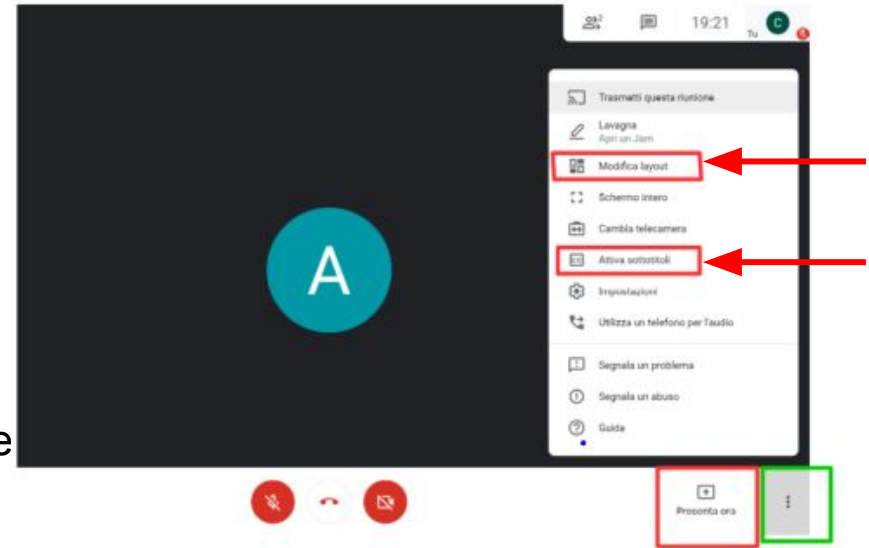 2
19:21
Tu
C
Trasmetti questa riunione
Lavagna
Apri un Jam
Modifica layout
Schermo intero
Cambia telecamera
Attiva sottotitoli
Impostazioni
Utilizza un telefono per l'audio
Segnala un problema
Segnala un abuso
Guida
A
e
Presenta ora